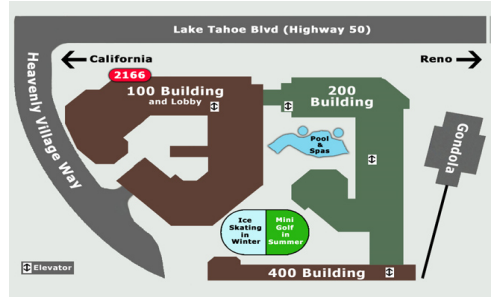 Lake Tahoe Blvd (Highway 50)
California
Reno
2166
100 Building
and Lobby
200
Building
Heavenly Village Way
Gondola
Pool
&
Spas
Ice
Skating
in
Winter
Mini
Golf
in
Summer
Elevator
400 Building